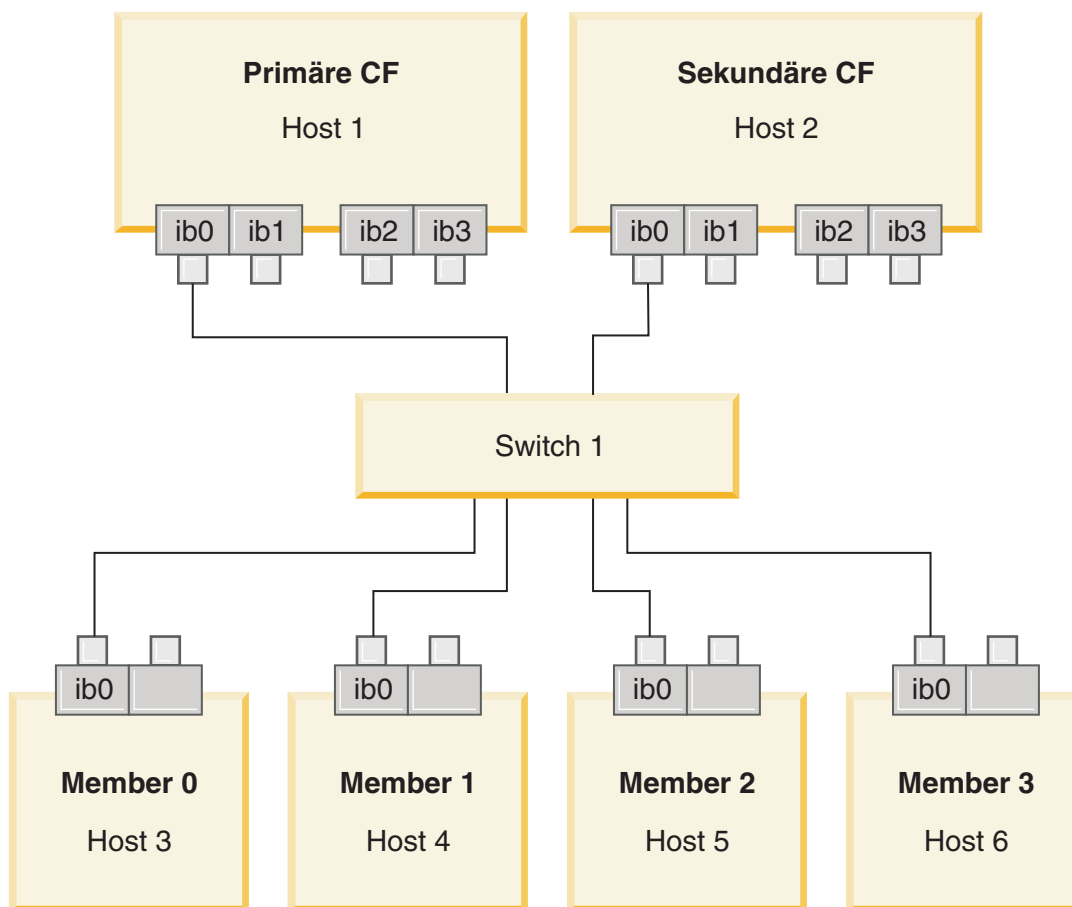 Primäre CF
Host 1
ib0 ib1 ib2 ib3
Sekundäre CF
Host 2
ib0 ib1 ib2 ib3
Switch 1
ib0
Member 0
Host 3
ib0
Member 1
Host 4
ib0
Member 2
Host 5
ib0
Member 3
Host 6